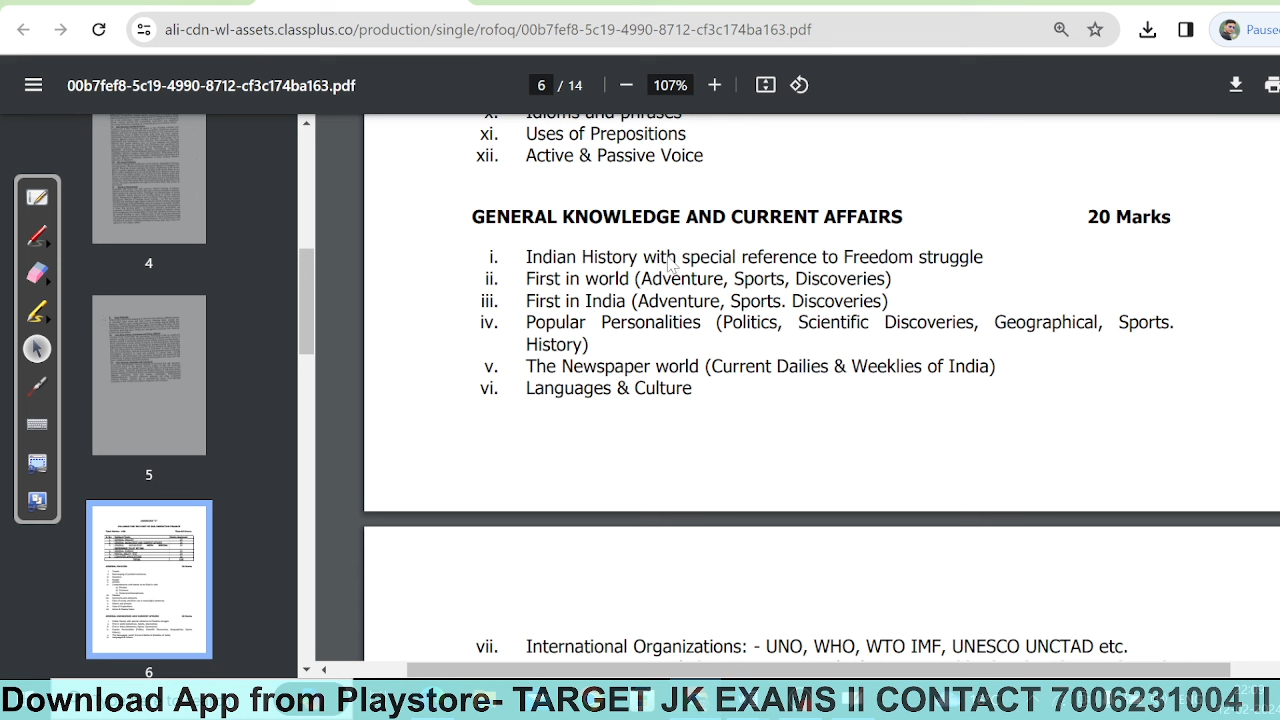 ali-cdn-wl-assets.classplus.co/production/single/rofoq/00b7fef8-5c19-4990-8712-cf3c174ba163.pdf
Paused
00b7fef8-5c19-4990-8712-cf3c174ba163.pdf
6 / 14
107%
x. Idioms and phrases
xi. Uses of Prepositions
xii. Active & Passive Voice
GENERAL KNOWLEDGE AND CURRENT AFFAIRS 20 Marks
i. Indian History with special reference to Freedom struggle
ii. First in world (Adventure, Sports, Discoveries)
iii. First in India (Adventure, Sports. Discoveries)
iv. Popular Personalities (Politics, Scientific Discoveries, Geographical, Sports.
History)
v. The Newspaper world (Current Dailies & Weeklies of India)
vi. Languages & Culture
vii. International Organizations: - UNO, WHO, WTO IMF, UNESCO UNCTAD etc.
4
5
6
Download App from Playstore- TARGET JK EXAMS II CONTACT 7006231004 II